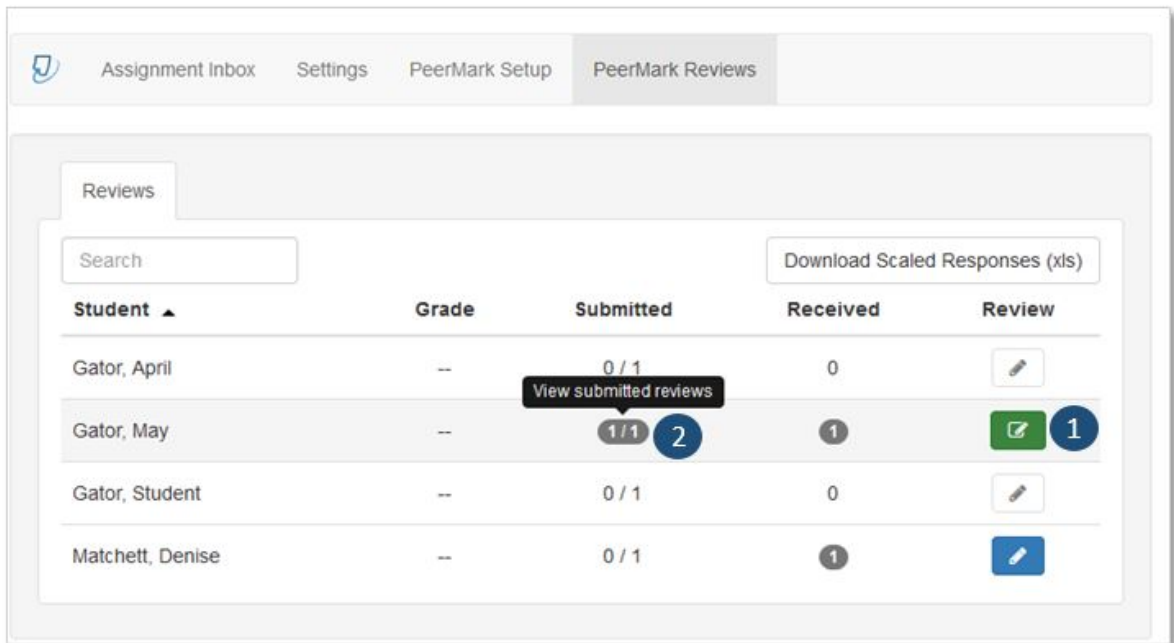 Assignment Inbox Settings PeerMark Setup PeerMark Reviews
Reviews
Search Download Scaled Responses (xls)
Student Grade Submitted Received Review
Gator, April -- 0 / 1 0
View submitted reviews
Gator, May -- 1 / 1 2 1 1
Gator, Student -- 0 / 1 0
Matchett, Denise -- 0 / 1 1